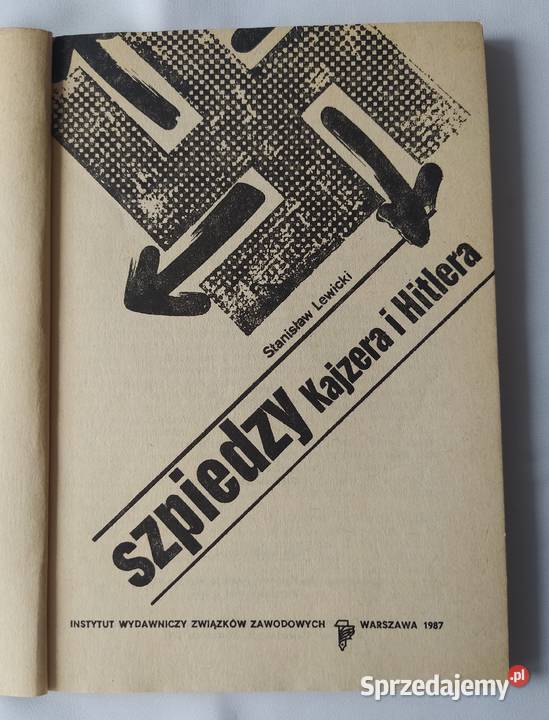 Stanisław Lewicki
szpiedzy Kajzera i Hitlera
INSTYTUT WYDAWNICZY ZWIĄZKÓW ZAWODOWYCH WARSZAWA 1987
Sprzedajemy.pl